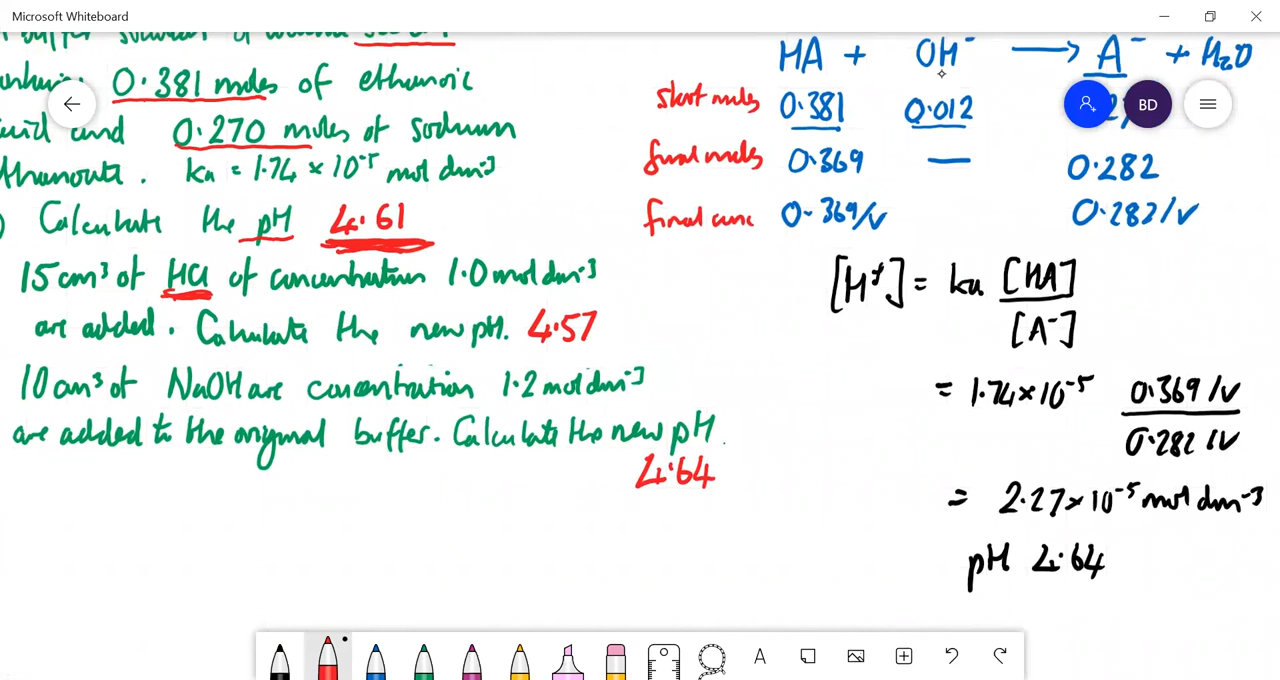 Microsoft Whiteboard
buffer solution of
0.381 moles of ethanoic
acid and 0.270 moles of sodium
ethanoate. ka = 1.74 × 10⁻⁵ mol dm⁻³
) Calculate the pH 4.61
15cm³ of HCl of concentration 1.0 mol dm⁻³
are added. Calculate the new pH. 4.57
10cm³ of NaOH are concentration 1.2 mol dm⁻³
are added to the original buffer. Calculate the new pH.
4.64
HA + OH⁻ → A⁻ + H₂O
start moles 0.381 0.012
BD
final moles 0.369 — 0.282
final conc 0.369/v 0.282/v
[H⁺] = ka [HA]
[A⁻]
= 1.74×10⁻⁵ 0.369/v
0.282/v
= 2.27×10⁻⁵ mol dm⁻³
pH 4.64
A